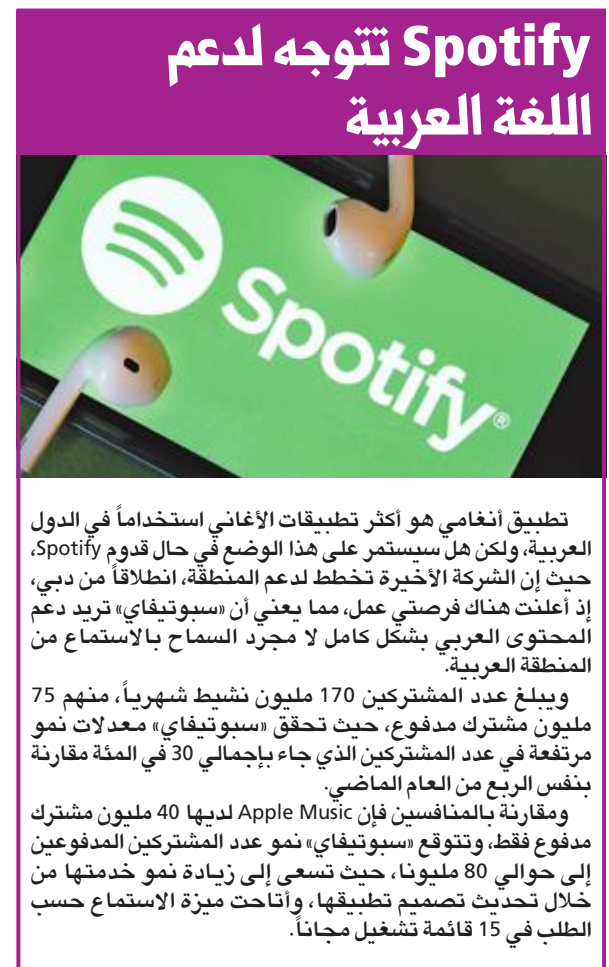 Spotify تتوجه لدعم
اللغة العربية
Spotify®
تطبيق أنغامي هو أكثر تطبيقات الأغاني استخداماً في الدول
العربية، ولكن هل سيستمر على هذا الوضع في حال قدوم Spotify،
حيث إن الشركة الأخيرة تخطط لدعم المنطقة، انطلاقاً من دبي،
إذ أعلنت هناك فرصتي عمل، مما يعني أن «سبوتيفاي» تريد دعم
المحتوى العربي بشكل كامل لا مجرد السماح بالاستماع من
المنطقة العربية.
ويبلغ عدد المشتركين 170 مليون نشيط شهرياً، منهم 75
مليون مشترك مدفوع، حيث تحقق «سبوتيفاي» معدلات نمو
مرتفعة في عدد المشتركين الذي جاء بإجمالي 30 في المئة مقارنة
بنفس الربع من العام الماضي.
ومقارنة بالمنافسين فإن Apple Music لديها 40 مليون مشترك
مدفوع فقط، وتتوقع «سبوتيفاي» نمو عدد المشتركين المدفوعين
إلى حوالي 80 مليونا، حيث تسعى إلى زيادة نمو خدمتها من
خلال تحديث تصميم تطبيقها، وأتاحت ميزة الاستماع حسب
الطلب في 15 قائمة تشغيل مجاناً.